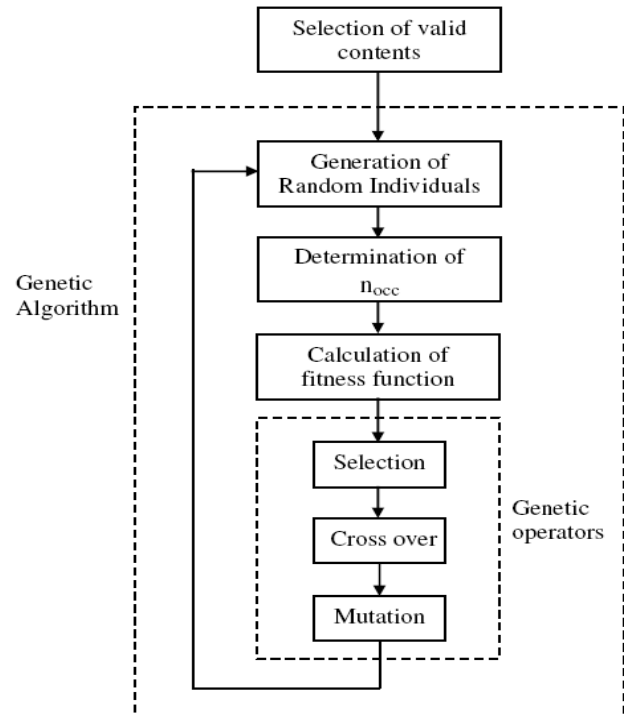 Selection of valid
contents
Generation of
Random Individuals
Determination of
nocc
Genetic
Algorithm
Calculation of
fitness function
Selection
Genetic
operators
Cross over
Mutation